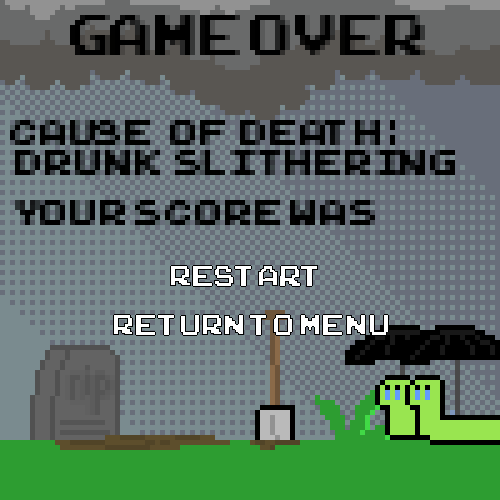 GAME OVER
CAUSE OF DEATH:
DRUNK SLITHERING
YOUR SCORE WAS
RESTART
RETURN TO MENU
rip